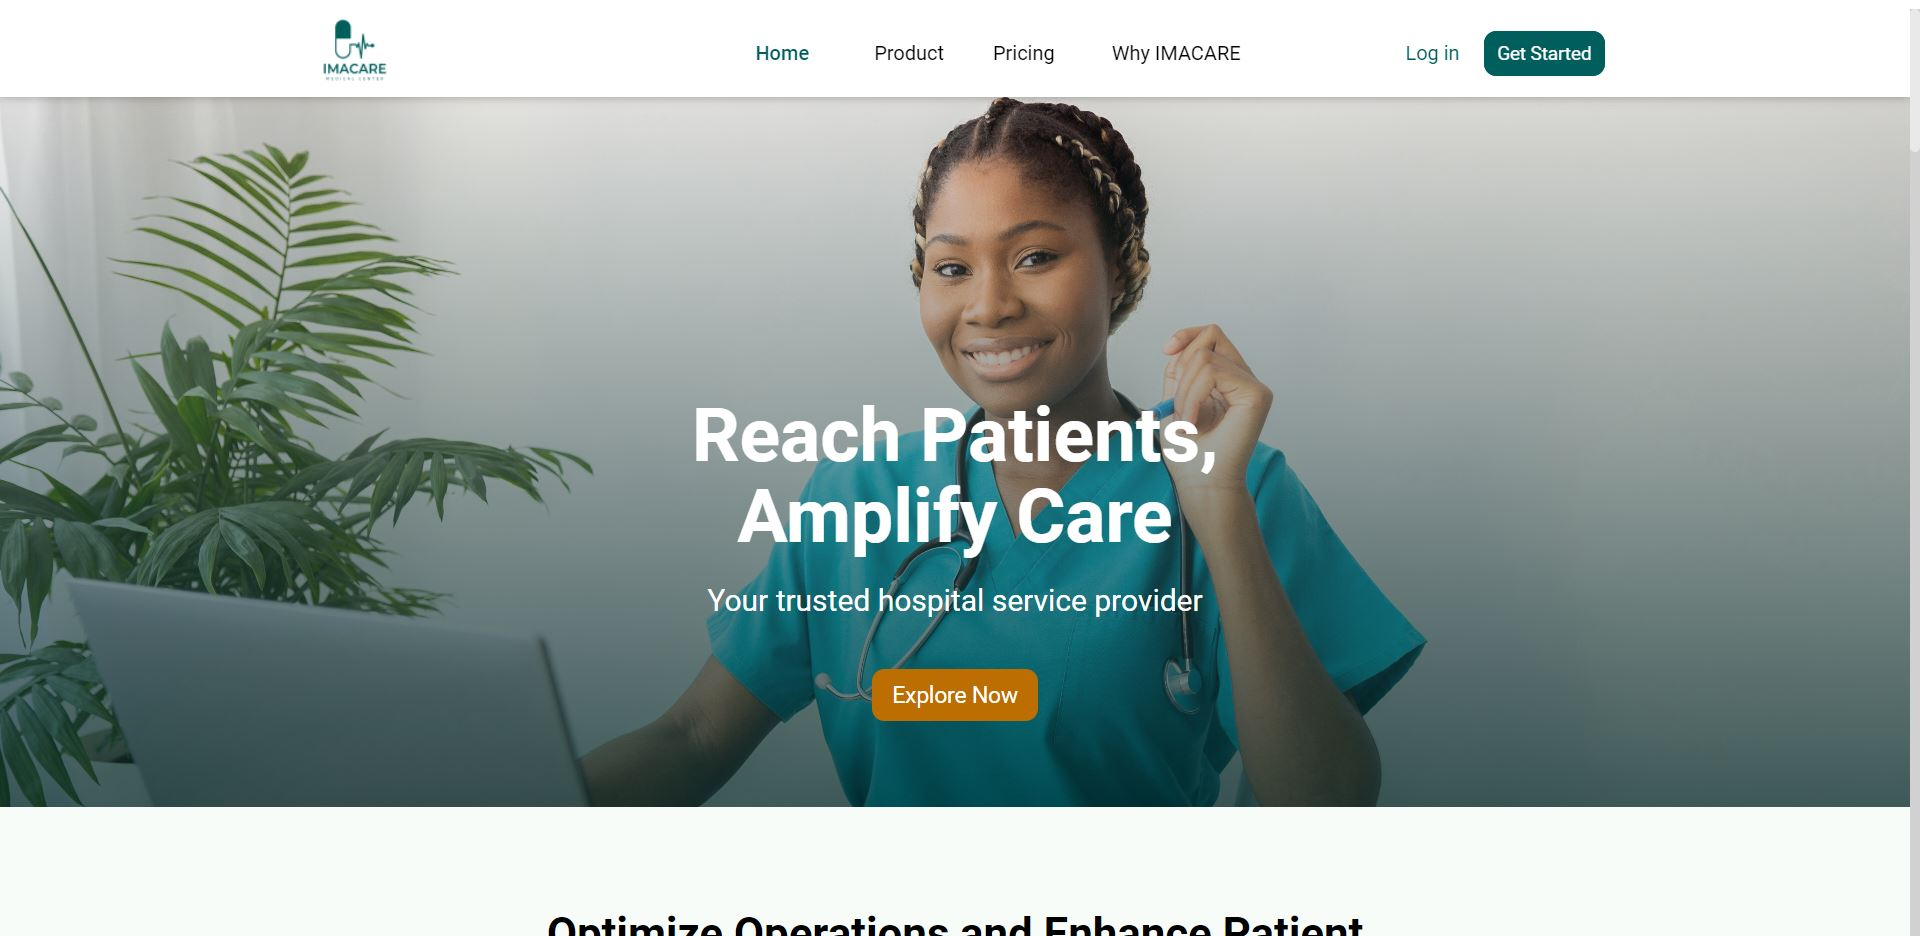 IMACARE
MEDICAL CENTER
Home
Product
Pricing
Why IMACARE
Log in
Get Started
Reach Patients,
Amplify Care
Your trusted hospital service provider
Explore Now
Optimize Operations and Enhance Patient